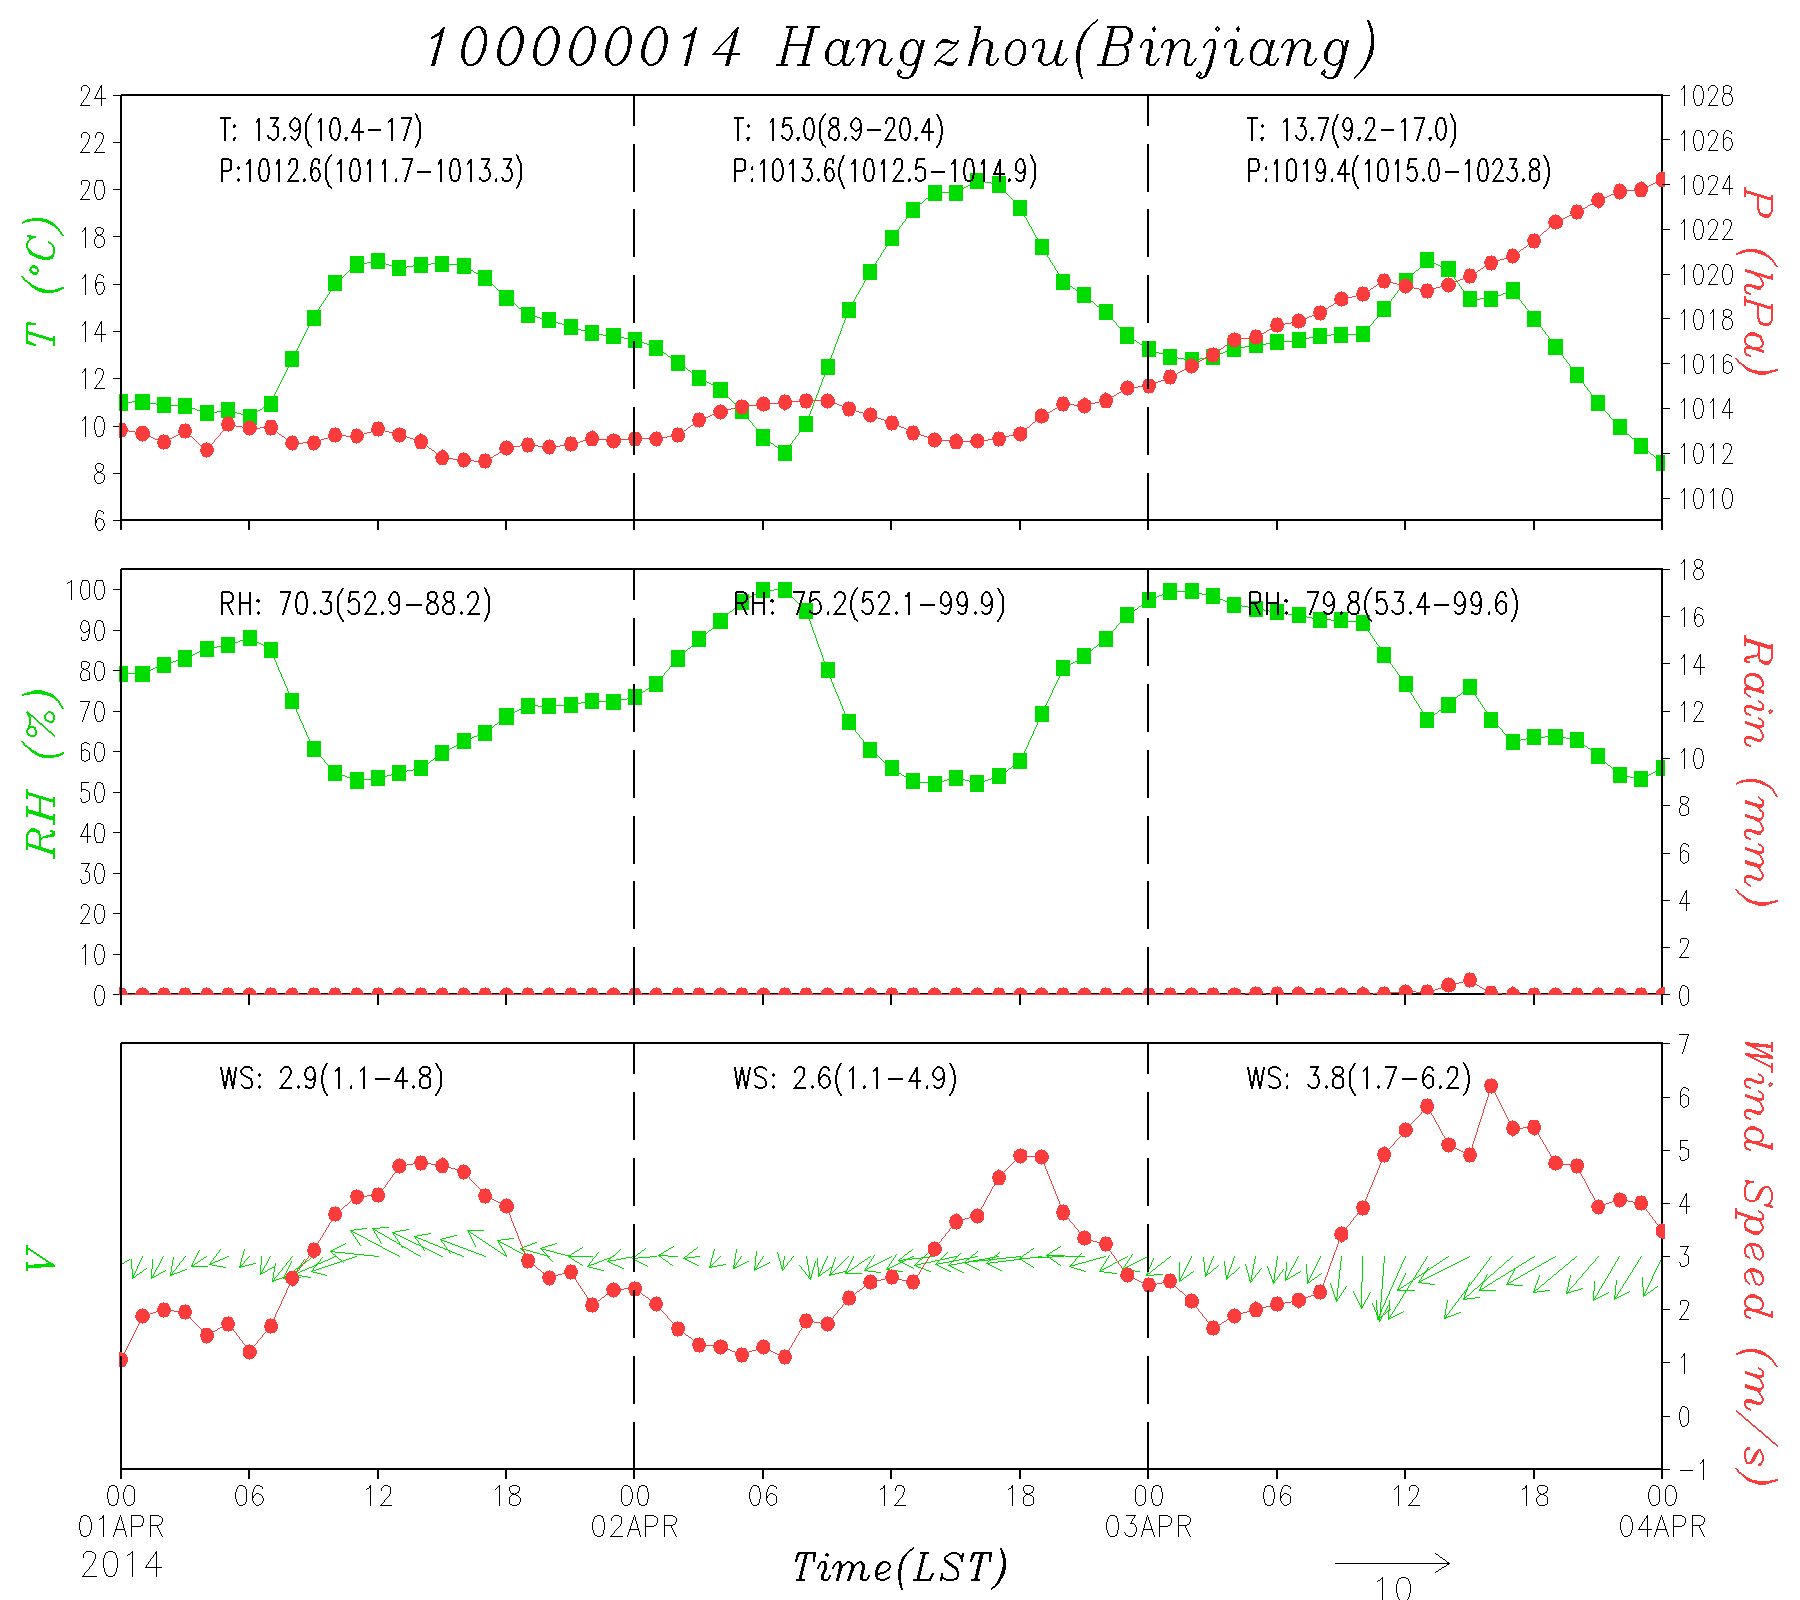 100000014 Hangzhou(Binjiang)
T: 13.9(10.4-17)
P:1012.6(1011.7-1013.3)
T: 15.0(8.9-20.4)
P:1013.6(1012.5-1014.9)
T: 13.7(9.2-17.0)
P:1019.4(1015.0-1023.8)
24
22
20
18
16
14
12
10
8
6
T (°C)
1028
1026
1024
1022
1020
1018
1016
1014
1012
1010
P (hPa)
RH: 70.3(52.9-88.2)
RH: 75.2(52.1-99.9)
RH: 79.8(53.4-99.6)
100
90
80
70
60
50
40
30
20
10
0
RH (%)
18
16
14
12
10
8
6
4
2
0
Rain (mm)
WS: 2.9(1.1-4.8)
WS: 2.6(1.1-4.9)
WS: 3.8(1.7-6.2)
V
7
6
5
4
3
2
1
0
-1
Wind Speed (m/s)
00 06 12 18 00 06 12 18 00 06 12 18 00
01APR 02APR 03APR 04APR
2014
Time(LST)
10